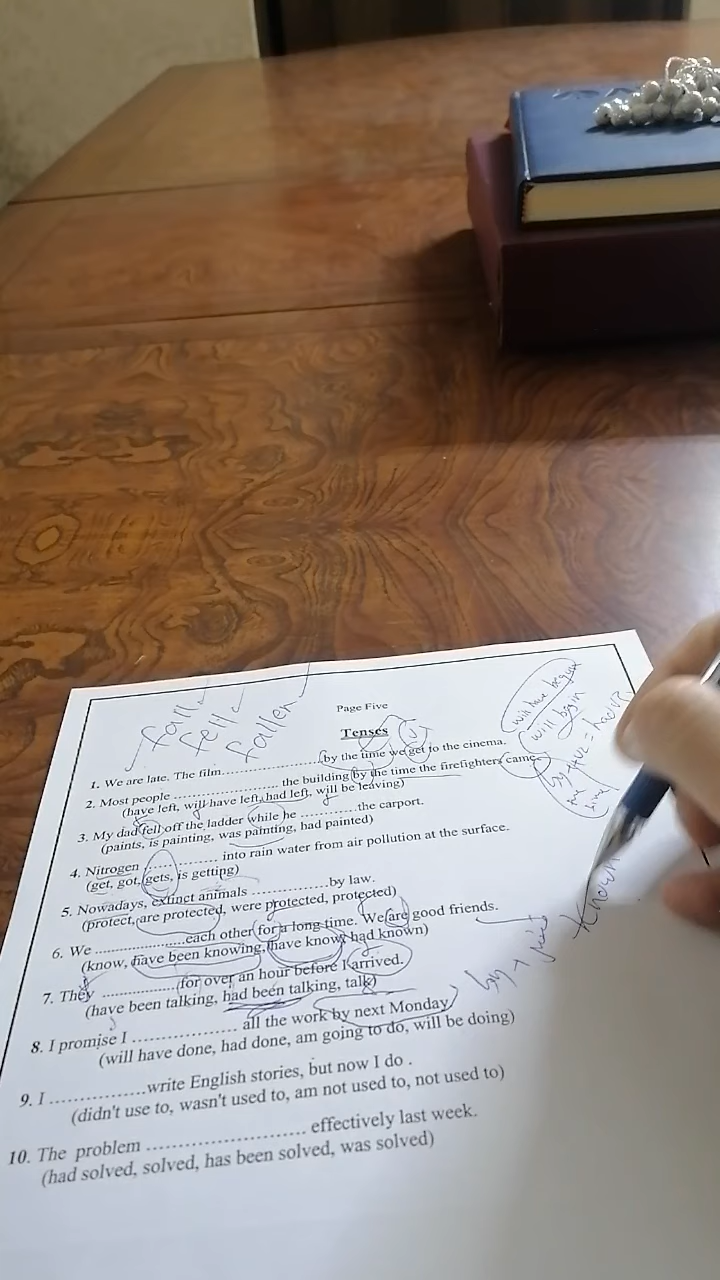 Page Five
fall
fell
fallen
Tenses
will have begun
will begin
1. We are late. The film........................by the time we get to the cinema.
2. Most people .......................... the building by the time the firefighters came.
(have left, will have left, had left, will be leaving)
3. My dad fell off the ladder while he ..............the carport.
(paints, is painting, was painting, had painted)
4. Nitrogen ................. into rain water from air pollution at the surface.
(get, got, gets, is getting)
5. Nowadays, extinct animals ..................by law.
(protect, are protected, were protected, protected)
6. We .....................each other for a long time. We are good friends.
(know, have been knowing, have known, had known)
7. They .................for over an hour before I arrived.
(have been talking, had been talking, talk)
8. I promise I ........................ all the work by next Monday.
(will have done, had done, am going to do, will be doing)
9. I .....................write English stories, but now I do .
(didn't use to, wasn't used to, am not used to, not used to)
10. The problem ................................... effectively last week.
(had solved, solved, has been solved, was solved)
by +
known